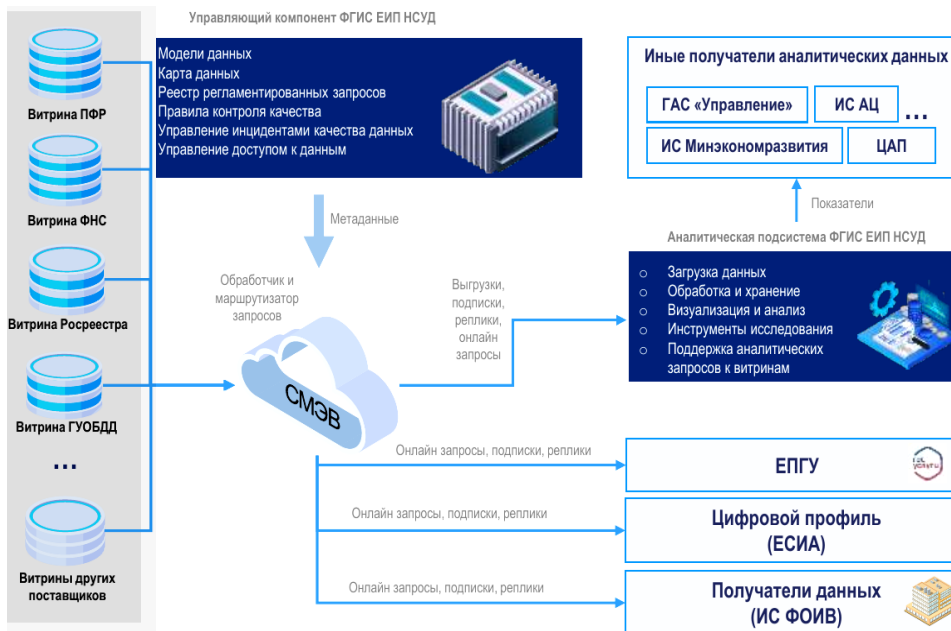 Управляющий компонент ФГИС ЕИП НСУД
Модели данных
Карта данных
Реестр регламентированных запросов
Правила контроля качества
Управление инцидентами качества данных
Управление доступом к данным
Витрина ПФР
Витрина ФНС
Витрина Росреестра
Витрина ГУОБДД
...
Витрины других
поставщиков
Метаданные
Обработчик и
маршрутизатор
запросов
СМЭВ
Выгрузки,
подписки,
реплики,
онлайн
запросы
Иные получатели аналитических данных
ГАС «Управление»
ИС АЦ
...
ИС Минэкономразвития
ЦАП
Показатели
Аналитическая подсистема ФГИС ЕИП НСУД
o Загрузка данных
o Обработка и хранение
o Визуализация и анализ
o Инструменты исследования
o Поддержка аналитических
запросов к витринам
Онлайн запросы, подписки, реплики
ЕПГУ
гос
услуги
Онлайн запросы, подписки, реплики
Цифровой профиль
(ЕСИА)
Онлайн запросы, подписки, реплики
Получатели данных
(ИС ФОИВ)